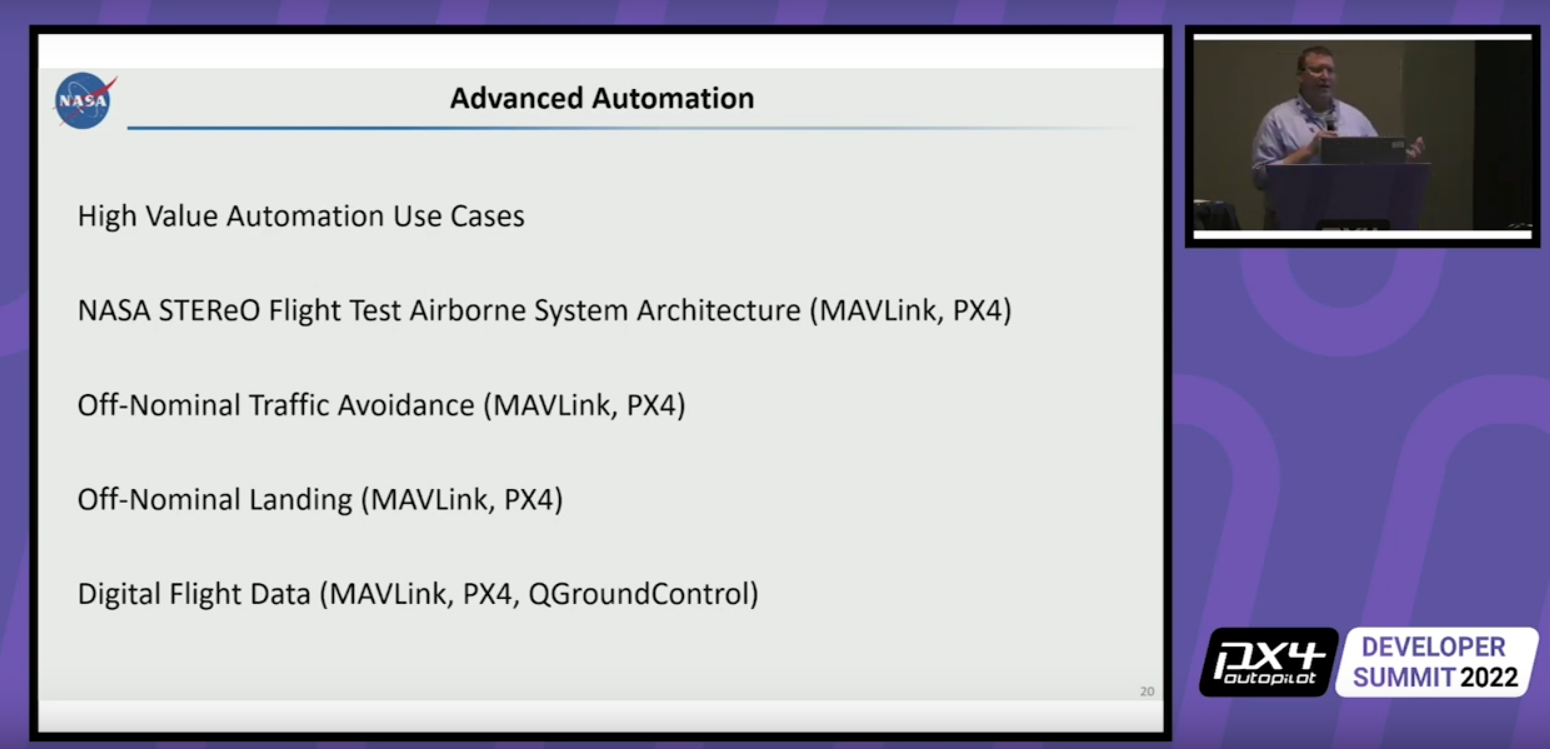 NASA
Advanced Automation
High Value Automation Use Cases
NASA STEReO Flight Test Airborne System Architecture (MAVLink, PX4)
Off-Nominal Traffic Avoidance (MAVLink, PX4)
Off-Nominal Landing (MAVLink, PX4)
Digital Flight Data (MAVLink, PX4, QGroundControl)
20
PX4
px4
autopilot
DEVELOPER
SUMMIT 2022